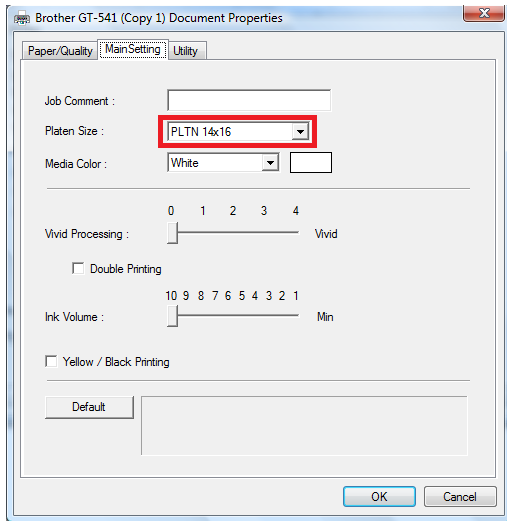 Brother GT-541 (Copy 1) Document Properties
Paper/Quality MainSetting Utility
Job Comment :
Platen Size : PLTN 14x16
Media Color : White
0 1 2 3 4
Vivid Processing : Vivid
Double Printing
10 9 8 7 6 5 4 3 2 1
Ink Volume : Min
Yellow / Black Printing
Default
OK Cancel